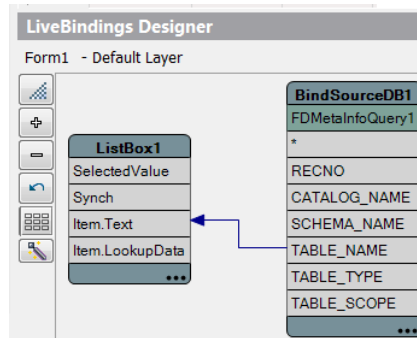 LiveBindings Designer
Form1 - Default Layer
ListBox1
SelectedValue
Synch
Item.Text
Item.LookupData
BindSourceDB1
FDMetaInfoQuery1
*
RECNO
CATALOG_NAME
SCHEMA_NAME
TABLE_NAME
TABLE_TYPE
TABLE_SCOPE